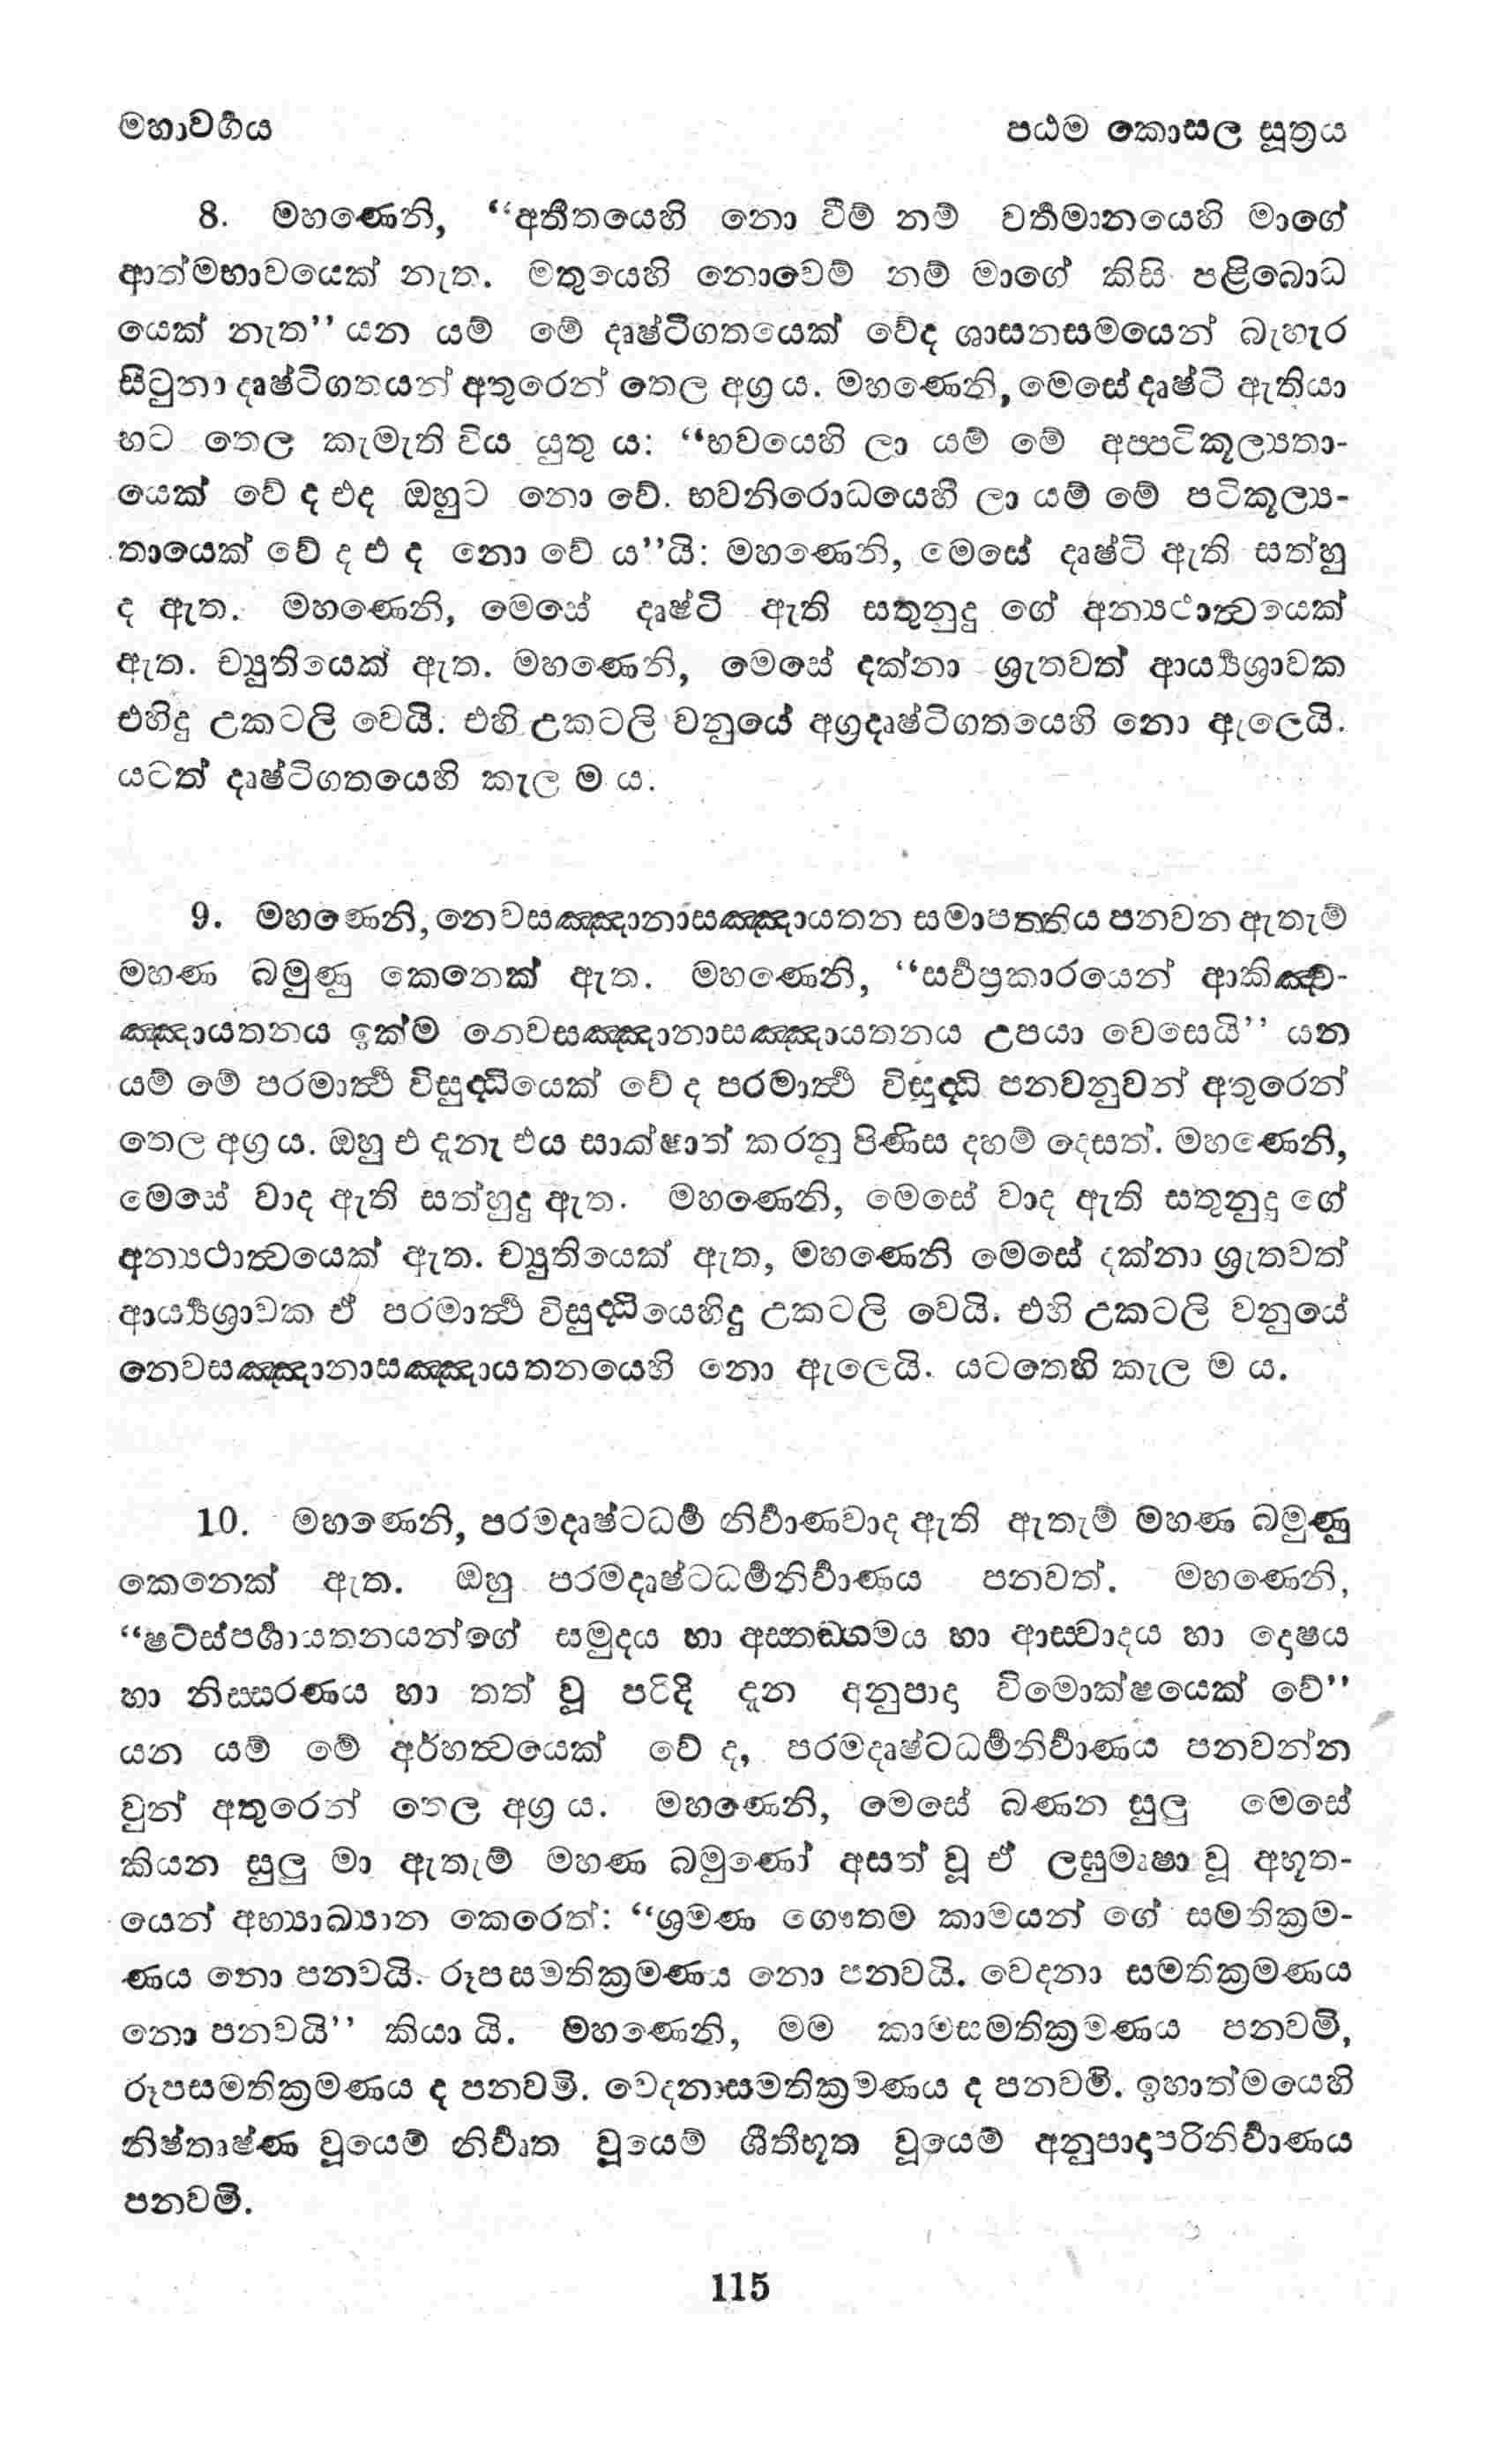 මහාවර්‍ගය
පඨම කොසල සූත්‍රය
8. මහණෙනි, “අතීතයෙහි නො වීම් නම් වර්‍තමානයෙහි මාගේ
ආත්මභාවයෙක් නැත. මතුයෙහි නොවෙම් නම් මාගේ කිසි පළිබොධ
යෙක් නැත” යන යම් මේ දෘෂ්ටිගතයෙක් වේද ශාසනසමයෙන් බැහැර
සිටුනා දෘෂ්ටිගතයන් අතුරෙන් තෙල අග්‍ර ය. මහණෙනි, මෙසේ දෘෂ්ටි ඇතියා
හට තෙල කැමැති විය යුතු ය: “භවයෙහි ලා යම් මේ අප්‍පටිකූල්‍යතා-
යෙක් වේ ද එද ඔහුට නො වේ. භවනිරොධයෙහි ලා යම් මේ පටිකූල්‍ය-
තායෙක් වේ ද එ ද නො වේ ය”යි: මහණෙනි, මෙසේ දෘෂ්ටි ඇති සත්හු
ද ඇත. මහණෙනි, මෙසේ දෘෂ්ටි ඇති සතුනුදු ගේ අන්‍යථාත්‍වයෙක්
ඇත. ච්‍යුතියෙක් ඇත. මහණෙනි, මෙසේ දක්නා ශ්‍රැතවත් ආර්‍ය්‍යශ්‍රාවක
එහිදු උකටලි වෙයි. එහි උකටලි වනුයේ අග්‍රදෘෂ්ටිගතයෙහි නො ඇලෙයි.
යටත් දෘෂ්ටිගතයෙහි කැල ම ය.
9. මහණෙනි, නෙවසඤ්ඤානාසඤ්ඤායතන සමාපත්‍තිය පනවන ඇතැම්
මහණ බමුණු කෙනෙක් ඇත. මහණෙනි, “සර්‍වප්‍රකාරයෙන් ආකිඤ්ච-
ඤ්ඤායතනය ඉක්ම නෙවසඤ්ඤානාසඤ්ඤායතනය උපයා වෙසෙයි” යන
යම් මේ පරමාර්‍ත්‍ථ විසුද්‍ධියෙක් වේ ද පරමාර්‍ත්‍ථ විසුද්‍ධි පනවනුවන් අතුරෙන්
තෙල අග්‍ර ය. ඔහු එ දැනැ එය සාක්ෂාත් කරනු පිණිස දහම් දෙසත්. මහණෙනි,
මෙසේ වාද ඇති සත්හුදු ඇත. මහණෙනි, මෙසේ වාද ඇති සතුනුදු ගේ
අන්‍යථාත්‍වයෙක් ඇත. ච්‍යුතියෙක් ඇත, මහණෙනි මෙසේ දක්නා ශ්‍රැතවත්
ආර්‍ය්‍යශ්‍රාවක ඒ පරමාර්‍ත්‍ථ විසුද්‍ධියෙහිදු උකටලි වෙයි. එහි උකටලි වනුයේ
නෙවසඤ්ඤානාසඤ්ඤායතනයෙහි නො ඇලෙයි. යටතෙහි කැල ම ය.
10. මහණෙනි, පරමදෘෂ්ටධර්‍ම නිර්‍වාණවාද ඇති ඇතැම් මහණ බමුණු
කෙනෙක් ඇත. ඔහු පරමදෘෂ්ටධර්‍මනිර්‍වාණය පනවත්. මහණෙනි,
“ෂට්ස්පර්‍ශායතනයන්ගේ සමුදය හා අස්තඞ්ගමය හා ආස්වාදය හා දොෂය
හා නිස්සරණය හා තත් වූ පරිදි දැන අනුපාදා විමොක්ෂයෙක් වේ”
යන යම් මේ අර්හත්‍වයෙක් වේ ද, පරමදෘෂ්ටධර්‍මනිර්‍වාණය පනවන්න
වුන් අතුරෙන් තෙල අග්‍ර ය. මහණෙනි, මෙසේ බණන සුලු මෙසේ
කියන සුලු මා ඇතැම් මහණ බමුණෝ අසත් වූ ඒ ලඝුමෘෂා වූ අභූත-
යෙන් අභ්‍යාඛ්‍යාන කෙරෙත්: “ශ්‍රමණ ගෞතම කාමයන් ගේ සමතික්‍රම-
ණය නො පනවයි. රූපසමතික්‍රමණය නො පනවයි. වෙදනා සමතික්‍රමණය
නො පනවයි” කියා යි. මහණෙනි, මම කාමසමතික්‍රමණය පනවමි,
රූපසමතික්‍රමණය ද පනවමි. වෙදනාසමතික්‍රමණය ද පනවමි. ඉහාත්මයෙහි
නිෂ්තෘෂ්ණ වූයෙම් නිර්‍වෘත වූයෙම් ශීතීභූත වූයෙම් අනුපාදාපරිනිර්‍වාණය
පනවමි.
115